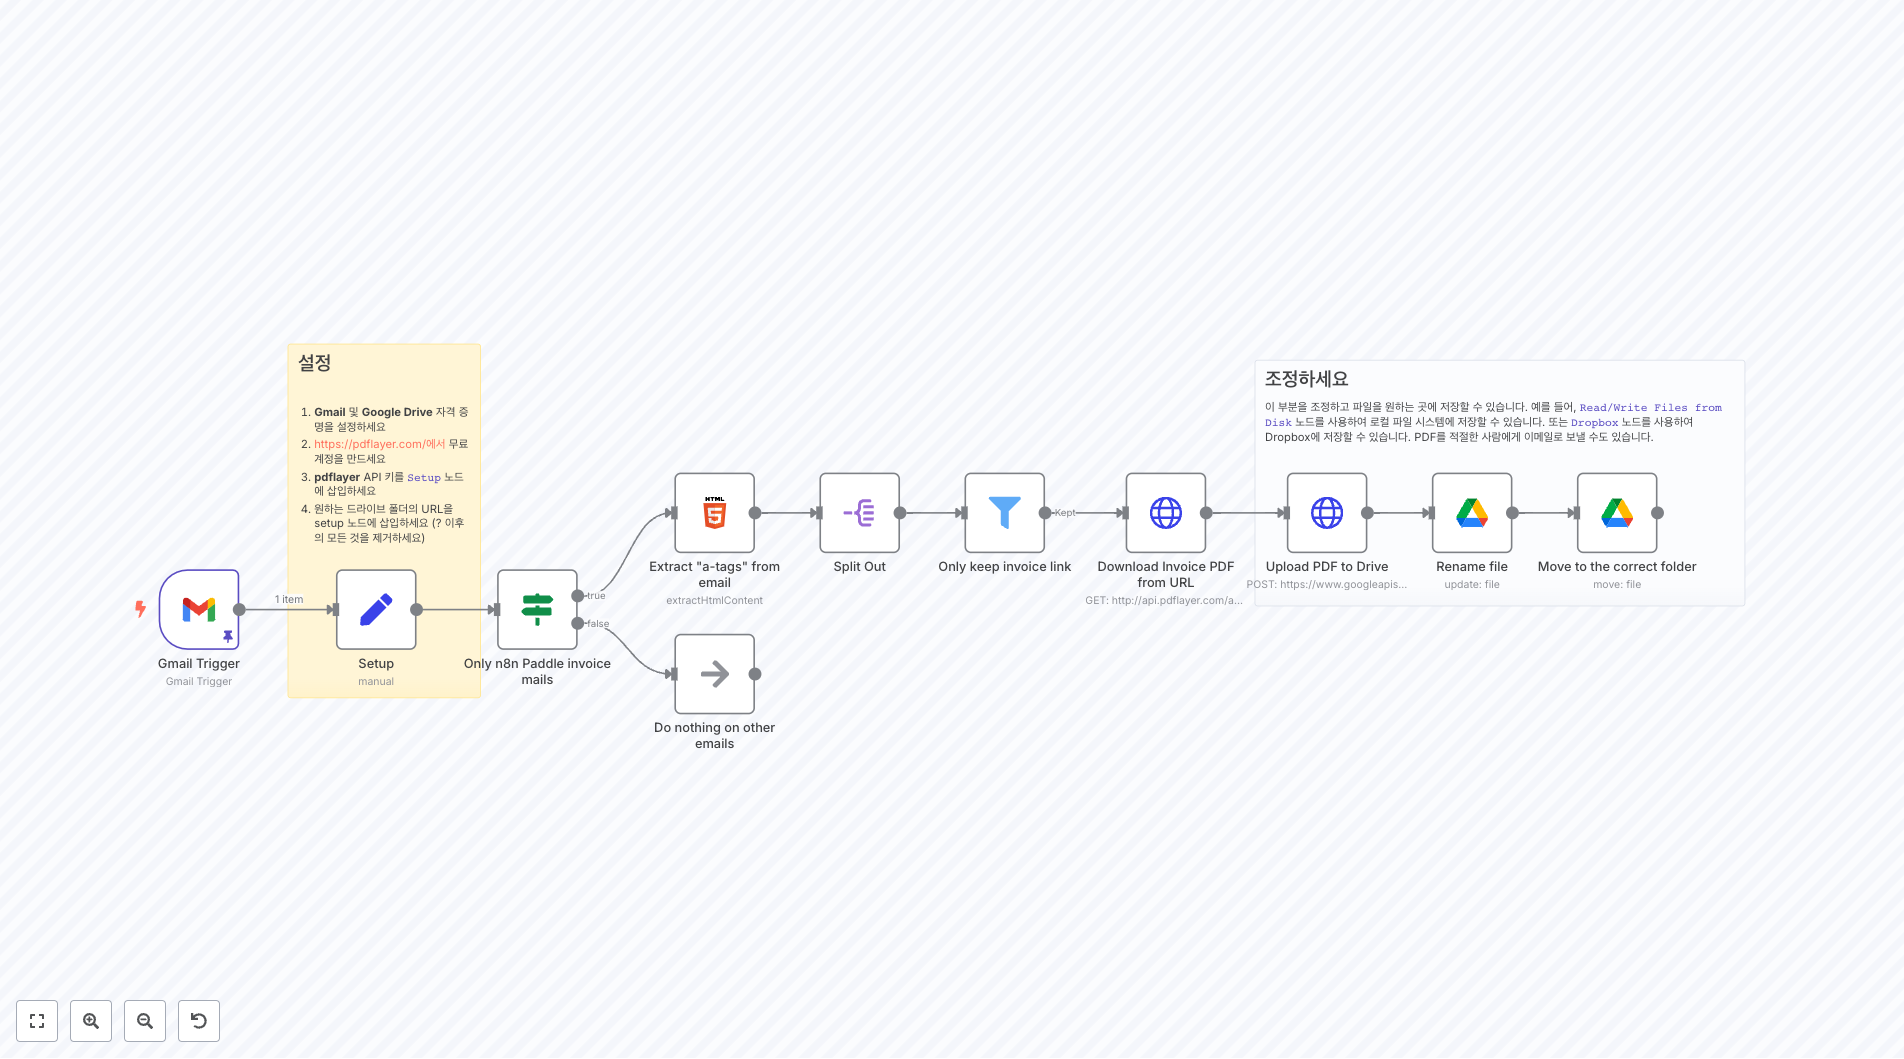 설정
1. Gmail 및 Google Drive 자격 증
명을 설정하세요
2. https://pdflayer.com/에서 무료
계정을 만드세요
3. pdflayer API 키를 Setup 노드
에 삽입하세요
4. 원하는 드라이브 폴더의 URL을
setup 노드에 삽입하세요 (? 이후
의 모든 것을 제거하세요)
1 item
Gmail Trigger
Gmail Trigger
Setup
manual
Only n8n Paddle invoice
mails
true
false
HTML
Extract "a-tags" from
email
extractHtmlContent
Do nothing on other
emails
Split Out
Only keep invoice link
Kept
Download Invoice PDF
from URL
GET: http://api.pdflayer.com/a...
조정하세요
이 부분을 조정하고 파일을 원하는 곳에 저장할 수 있습니다. 예를 들어, Read/Write Files from
Disk 노드를 사용하여 로컬 파일 시스템에 저장할 수 있습니다. 또는 Dropbox 노드를 사용하여
Dropbox에 저장할 수 있습니다. PDF를 적절한 사람에게 이메일로 보낼 수도 있습니다.
Upload PDF to Drive
POST: https://www.googleapis...
Rename file
update: file
Move to the correct folder
move: file